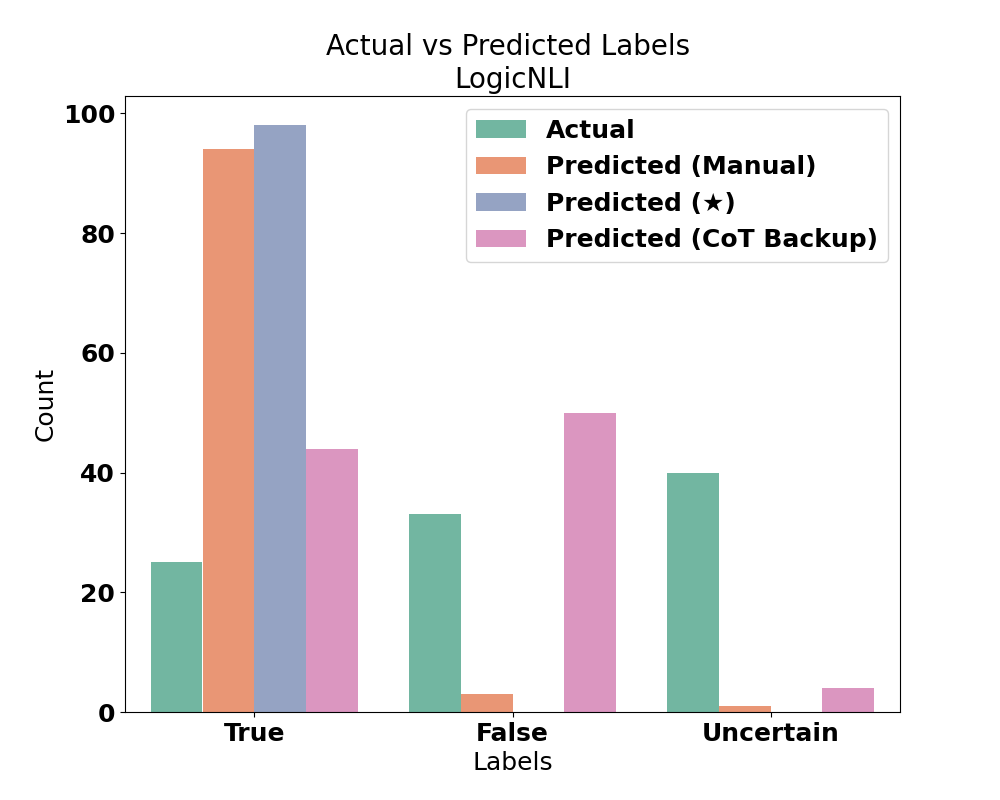 Actual vs Predicted Labels
LogicNLI
Actual
Predicted (Manual)
Predicted (★)
Predicted (CoT Backup)
100
80
60
40
20
0
Count
True
False
Uncertain
Labels